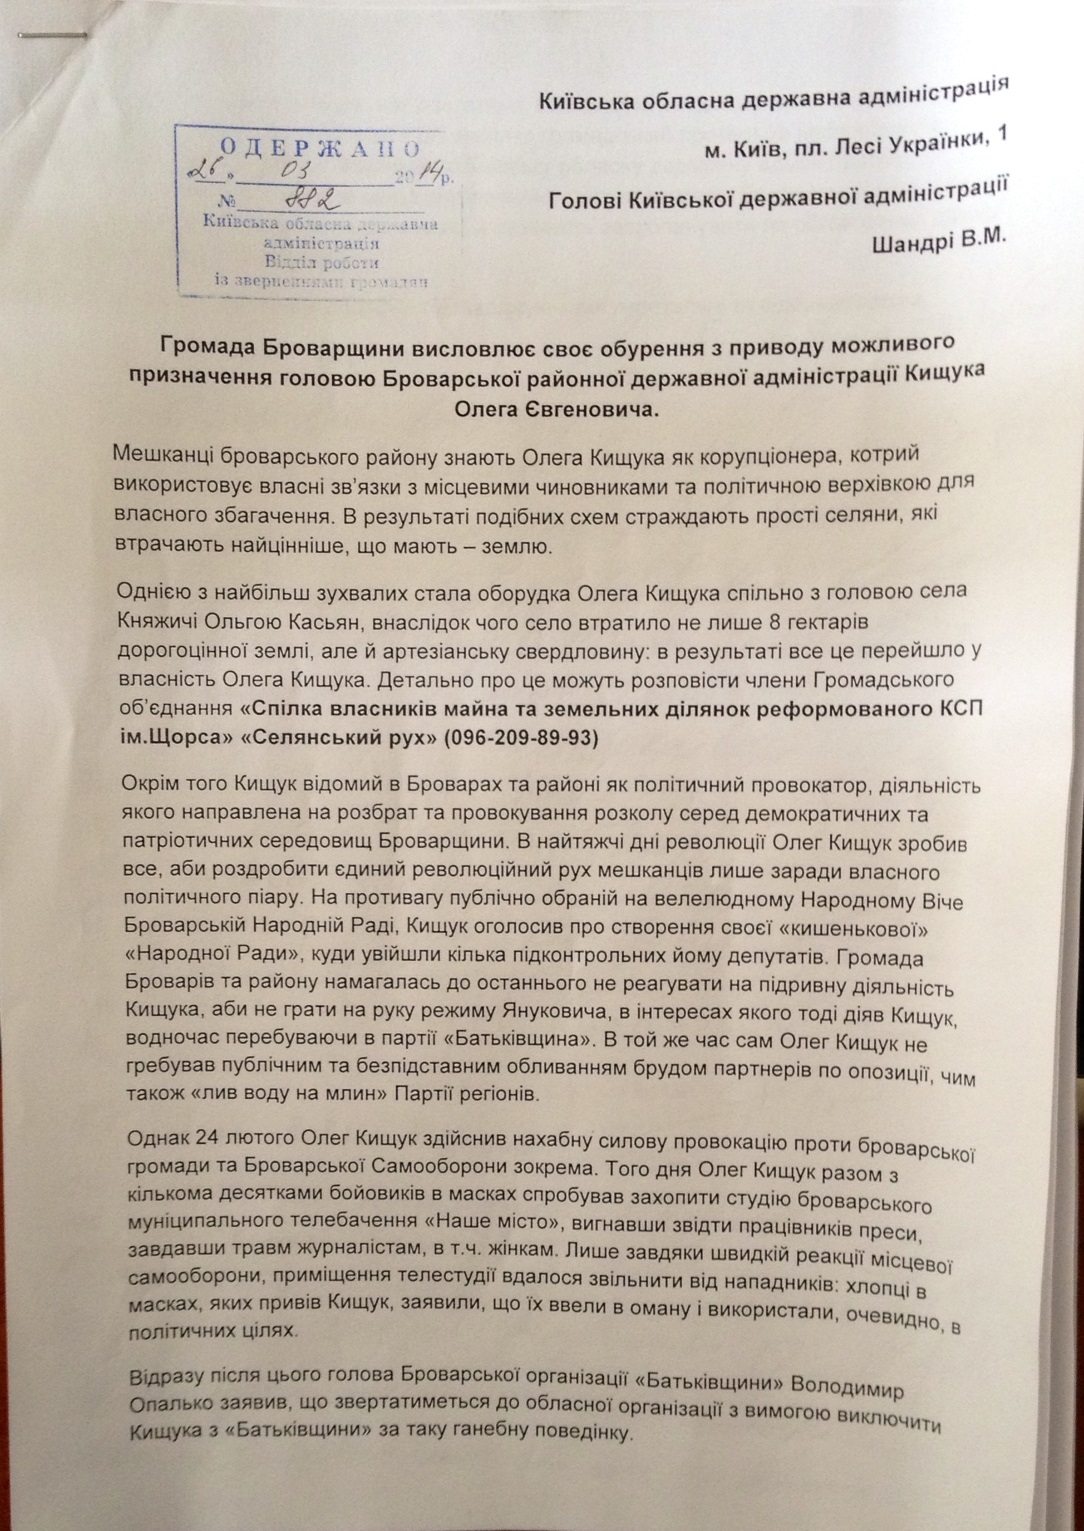 Київська обласна державна адміністрація
м. Київ, пл. Лесі Українки, 1
Голові Київської державної адміністрації
Шандрі В.М.
ОДЕРЖАНО
«26» 03 2014р.
№ 882
Київська обласна державна
адміністрація
Відділ роботи
із зверненнями громадян
Громада Броварщини висловлює своє обурення з приводу можливого
призначення головою Броварської районної державної адміністрації Кищука
Олега Євгеновича.
Мешканці броварського району знають Олега Кищука як корупціонера, котрий
використовує власні зв’язки з місцевими чиновниками та політичною верхівкою для
власного збагачення. В результаті подібних схем страждають прості селяни, які
втрачають найцінніше, що мають – землю.
Однією з найбільш зухвалих стала оборудка Олега Кищука спільно з головою села
Княжичі Ольгою Касьян, внаслідок чого село втратило не лише 8 гектарів
дорогоцінної землі, але й артезіанську свердловину: в результаті все це перейшло у
власність Олега Кищука. Детально про це можуть розповісти члени Громадського
об’єднання «Спілка власників майна та земельних ділянок реформованого КСП
ім.Щорса» «Селянський рух» (096-209-89-93)
Окрім того Кищук відомий в Броварах та районі як політичний провокатор, діяльність
якого направлена на розбрат та провокування розколу серед демократичних та
патріотичних середовищ Броварщини. В найтяжчі дні революції Олег Кищук зробив
все, аби роздробити єдиний революційний рух мешканців лише заради власного
політичного піару. На противагу публічно обраній на велелюдному Народному Віче
Броварській Народній Раді, Кищук оголосив про створення своєї «кишенькової»
«Народної Ради», куди увійшли кілька підконтрольних йому депутатів. Громада
Броварів та району намагалась до останнього не реагувати на підривну діяльність
Кищука, аби не грати на руку режиму Януковича, в інтересах якого тоді діяв Кищук,
водночас перебуваючи в партії «Батьківщина». В той же час сам Олег Кищук не
гребував публічним та безпідставним обливанням брудом партнерів по опозиції, чим
також «лив воду на млин» Партії регіонів.
Однак 24 лютого Олег Кищук здійснив нахабну силову провокацію проти броварської
громади та Броварської Самооборони зокрема. Того дня Олег Кищук разом з
кількома десятками бойовиків в масках спробував захопити студію броварського
муніципального телебачення «Наше місто», вигнавши звідти працівників преси,
завдавши травм журналістам, в т.ч. жінкам. Лише завдяки швидкій реакції місцевої
самооборони, приміщення телестудії вдалося звільнити від нападників: хлопці в
масках, яких привів Кищук, заявили, що їх ввели в оману і використали, очевидно, в
політичних цілях.
Відразу після цього голова Броварської організації «Батьківщини» Володимир
Опалько заявив, що звертатиметься до обласної організації з вимогою виключити
Кищука з «Батьківщини» за таку ганебну поведінку.